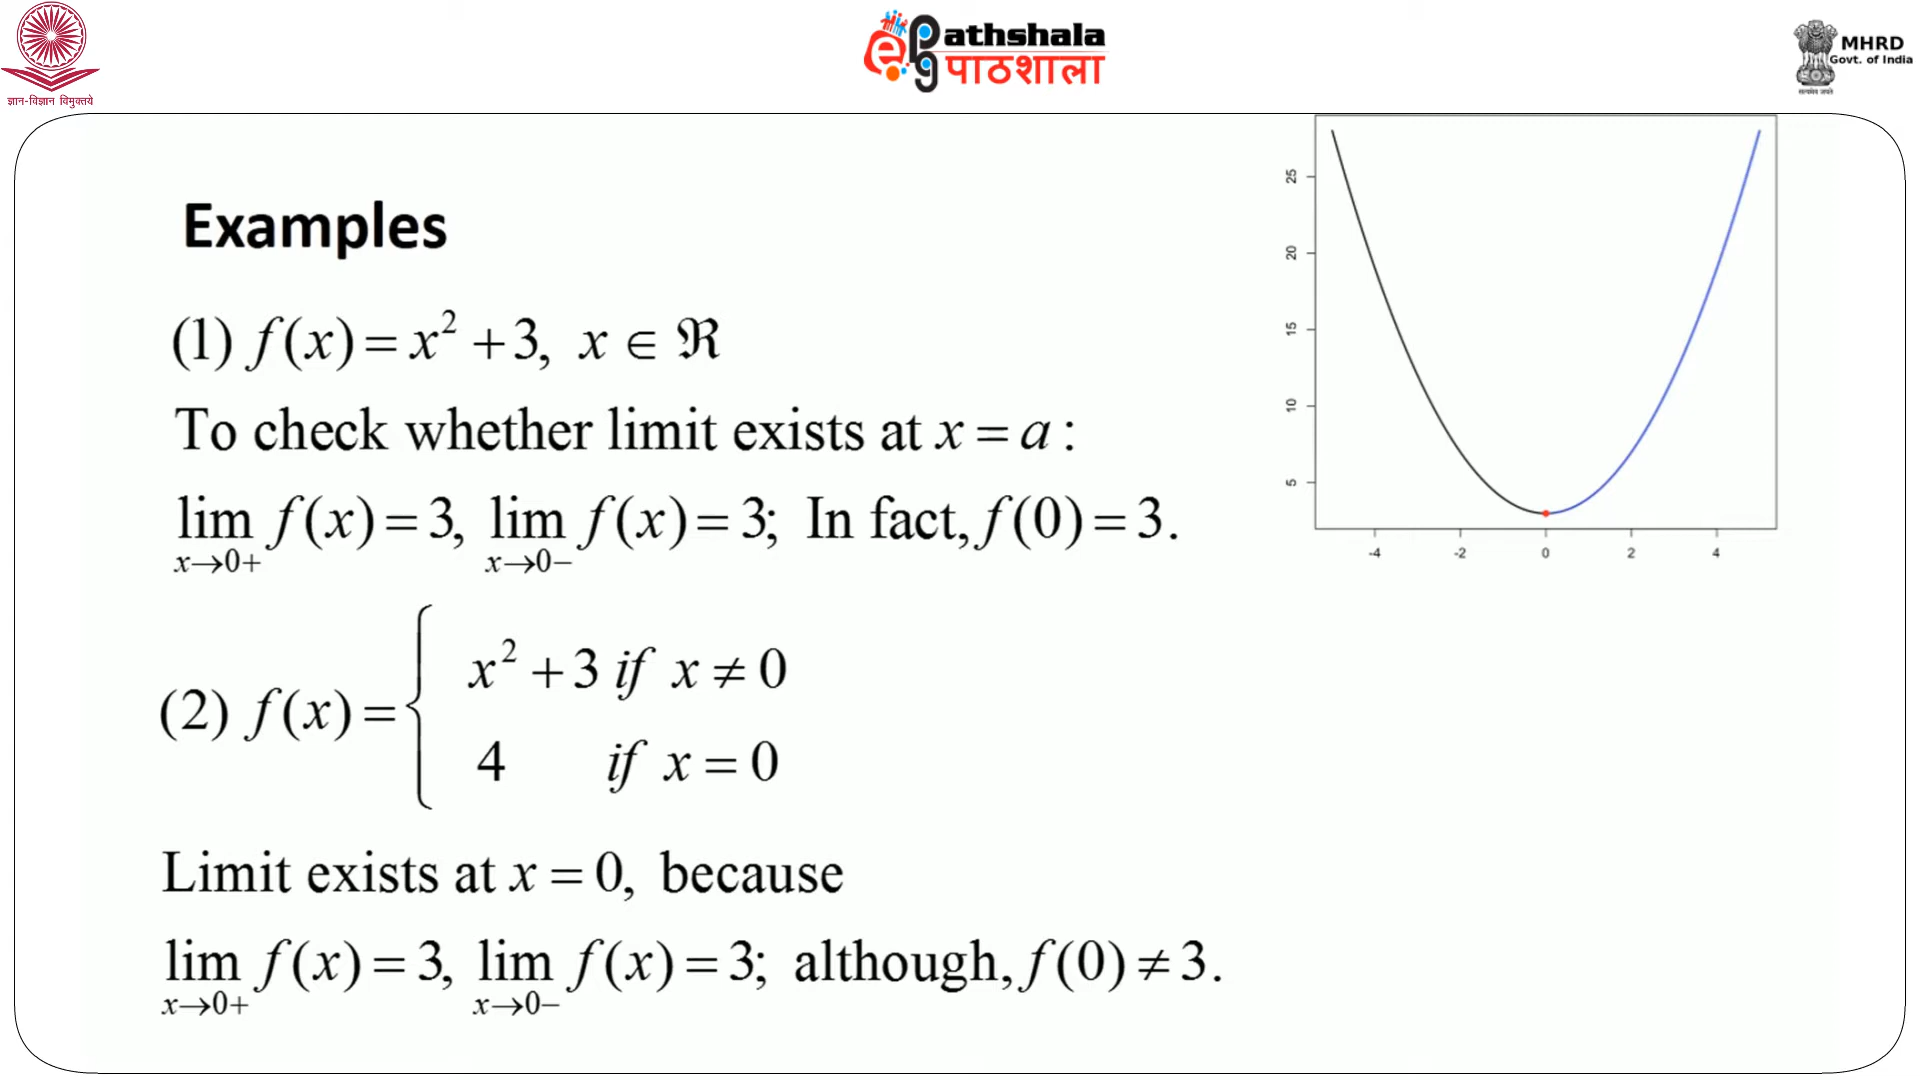 ज्ञान-विज्ञान विमुक्तये
ePathshala
पाठशाला
MHRD
Govt. of India
सत्यमेव जयते
Examples
(1) f(x) = x² + 3, x ∈ ℜ
To check whether limit exists at x = a :
lim f(x) = 3, lim f(x) = 3; In fact, f(0) = 3.
x→0+ x→0−
(2) f(x) = {
x² + 3 if x ≠ 0
4 if x = 0
Limit exists at x = 0, because
lim f(x) = 3, lim f(x) = 3; although, f(0) ≠ 3.
x→0+ x→0−
25
20
15
10
5
-4 -2 0 2 4